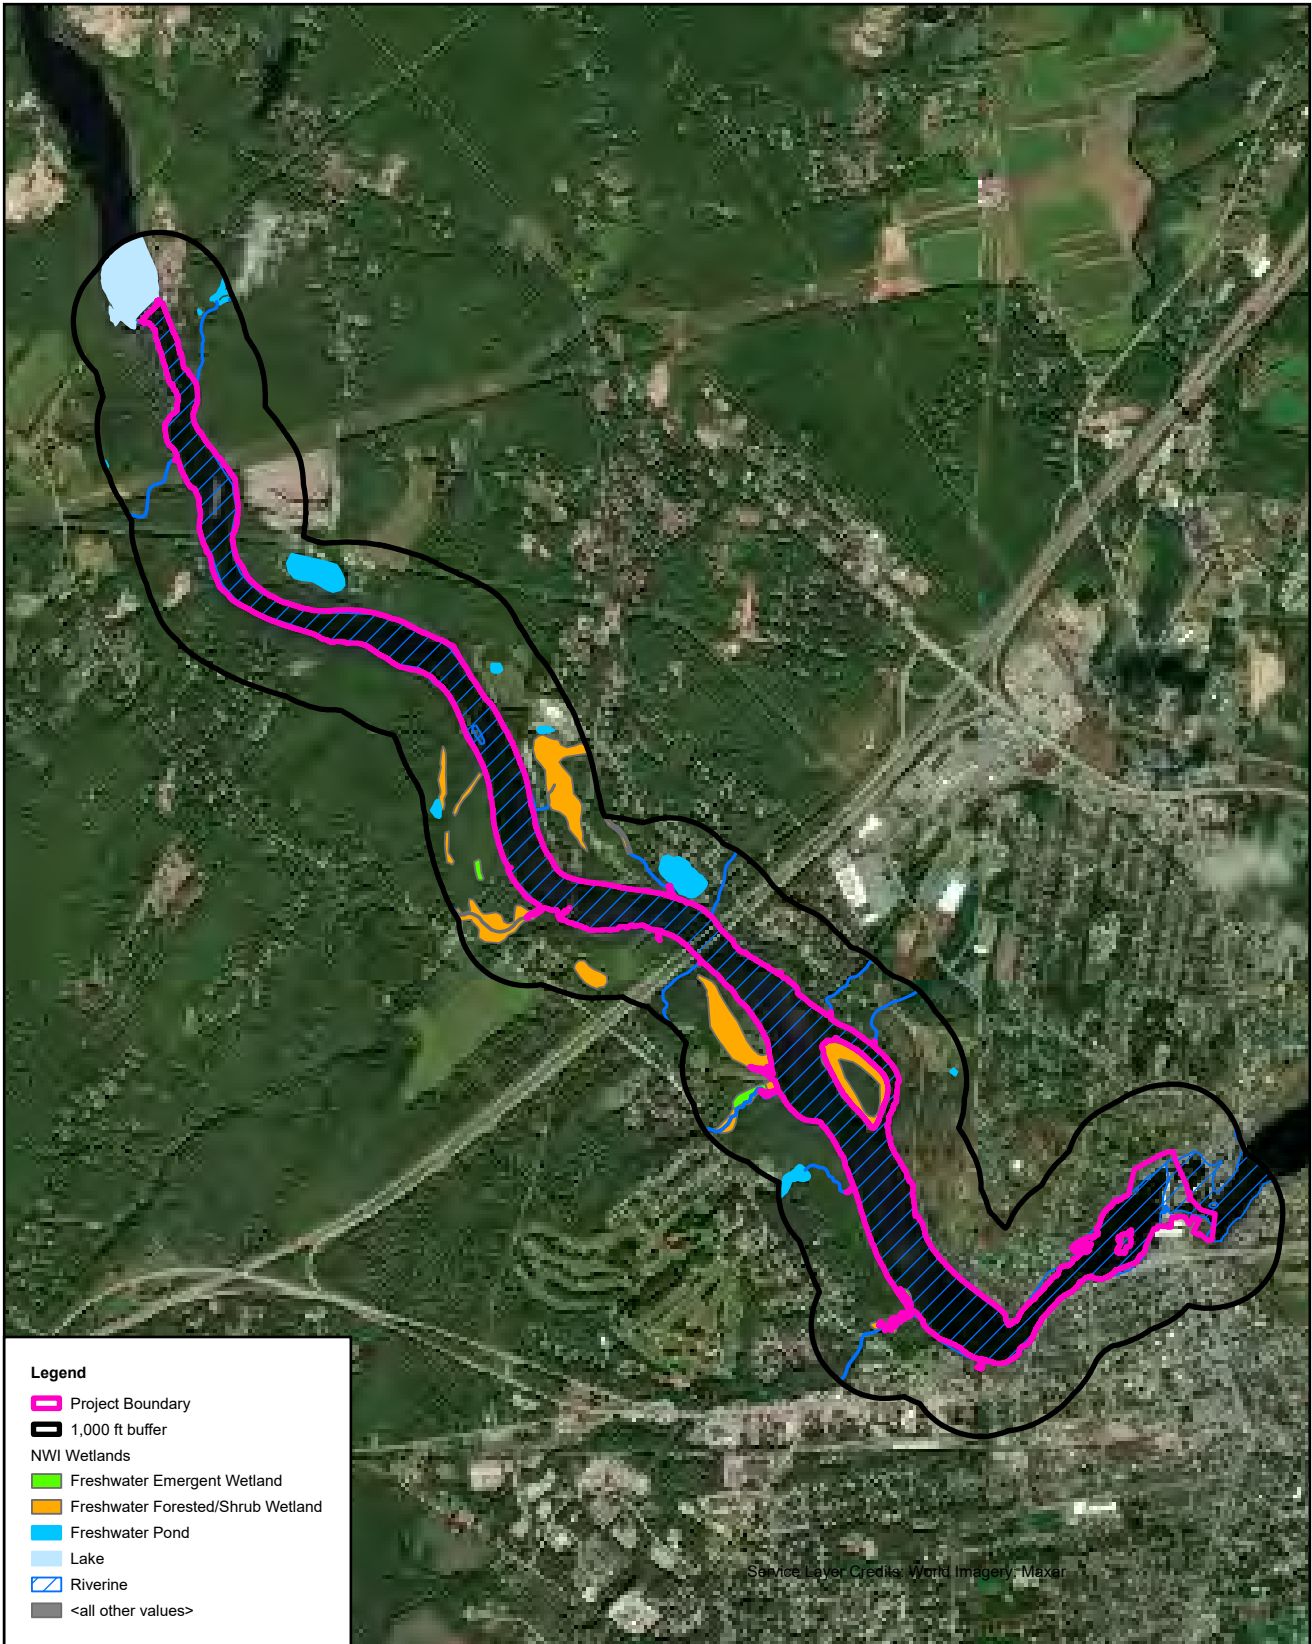 Service Layer Credits: World Imagery: Maxar
Legend
Project Boundary
1,000 ft buffer
NWI Wetlands
Freshwater Emergent Wetland
Freshwater Forested/Shrub Wetland
Freshwater Pond
Lake
Riverine
<all other values>